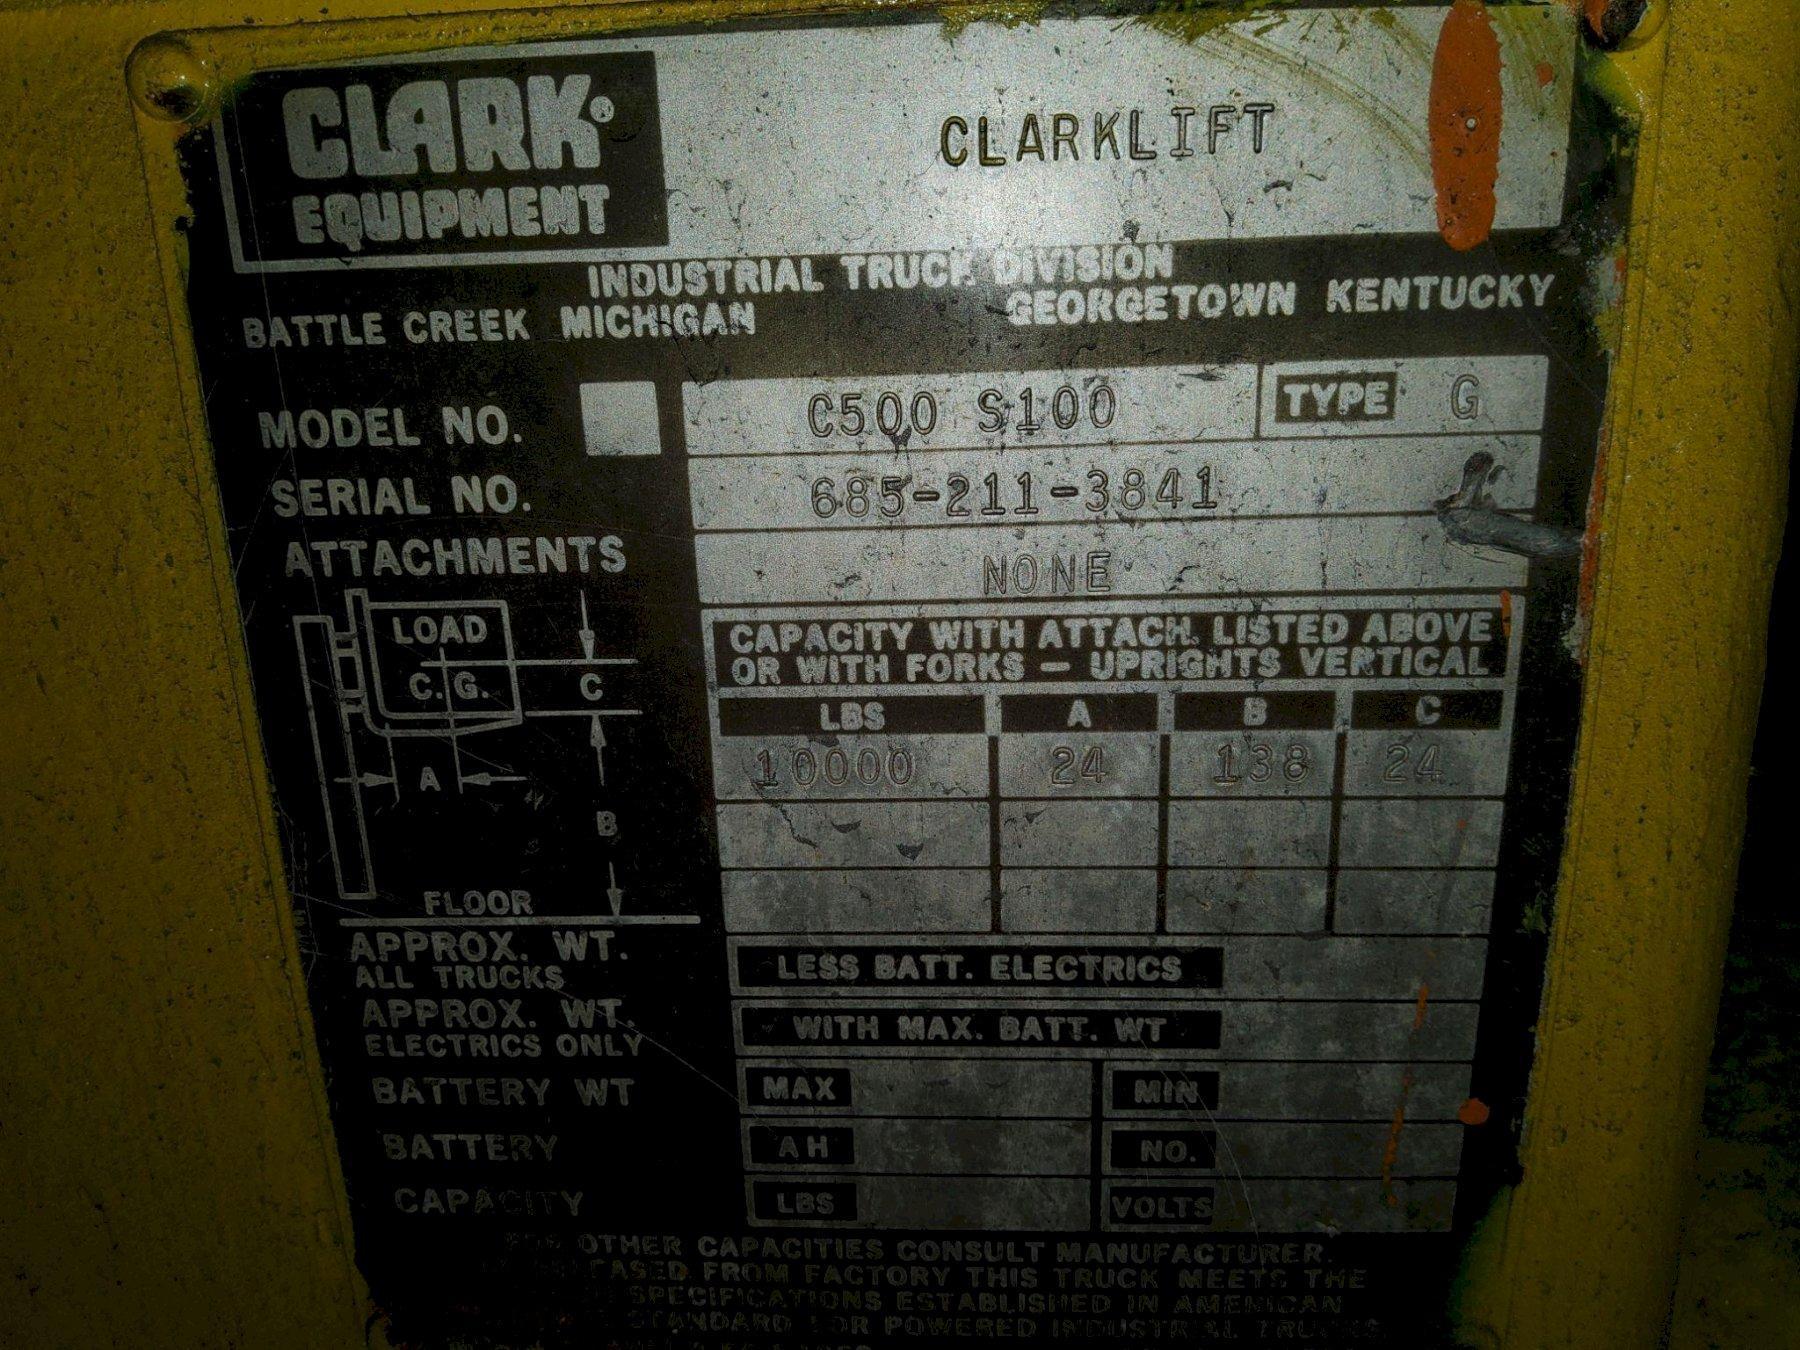 CLARK®
EQUIPMENT
CLARKLIFT
INDUSTRIAL TRUCK DIVISION
BATTLE CREEK MICHIGAN
GEORGETOWN KENTUCKY
MODEL NO. C500 S100 TYPE G
SERIAL NO. 685-211-3841
ATTACHMENTS NONE
LOAD
C.G.
C
A
B
FLOOR
CAPACITY WITH ATTACH. LISTED ABOVE
OR WITH FORKS – UPRIGHTS VERTICAL
LBS A B C
10000 24 138 24
APPROX. WT.
ALL TRUCKS
LESS BATT. ELECTRICS
APPROX. WT.
ELECTRICS ONLY
WITH MAX. BATT. WT
BATTERY WT MAX MIN
BATTERY AH NO.
CAPACITY LBS VOLTS
OTHER CAPACITIES CONSULT MANUFACTURER.
FROM FACTORY THIS TRUCK MEETS THE
SPECIFICATIONS ESTABLISHED IN AMERICAN
STANDARD FOR POWERED INDUSTRIAL TRUCKS.